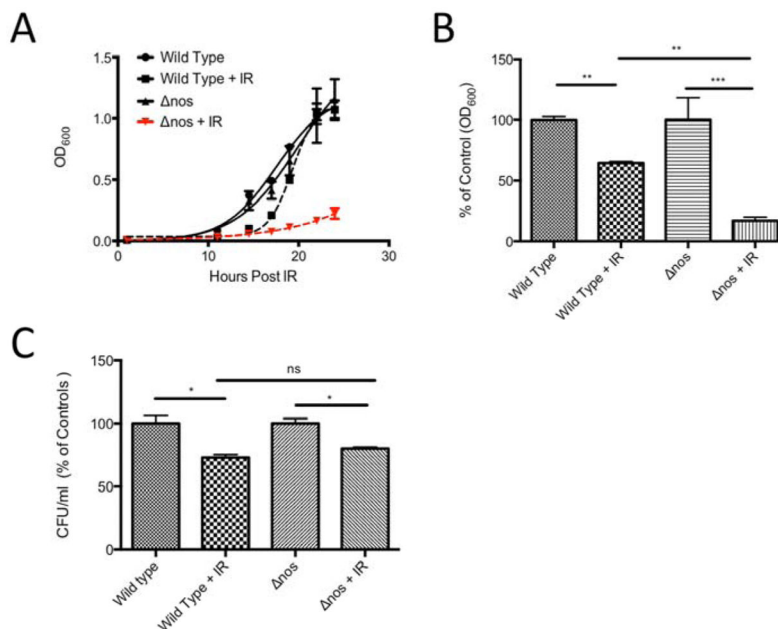 A
Wild Type
Wild Type + IR
Δnos
Δnos + IR
OD600
1.5
1.0
0.5
0.0
0 10 20 30
Hours Post IR
B
% of Control (OD600)
150
100
50
0
**
**
***
Wild Type
Wild Type + IR
Δnos
Δnos + IR
C
CFU/ml (% of Controls)
150
100
50
0
ns
*
*
Wild type
Wild Type + IR
Δnos
Δnos + IR